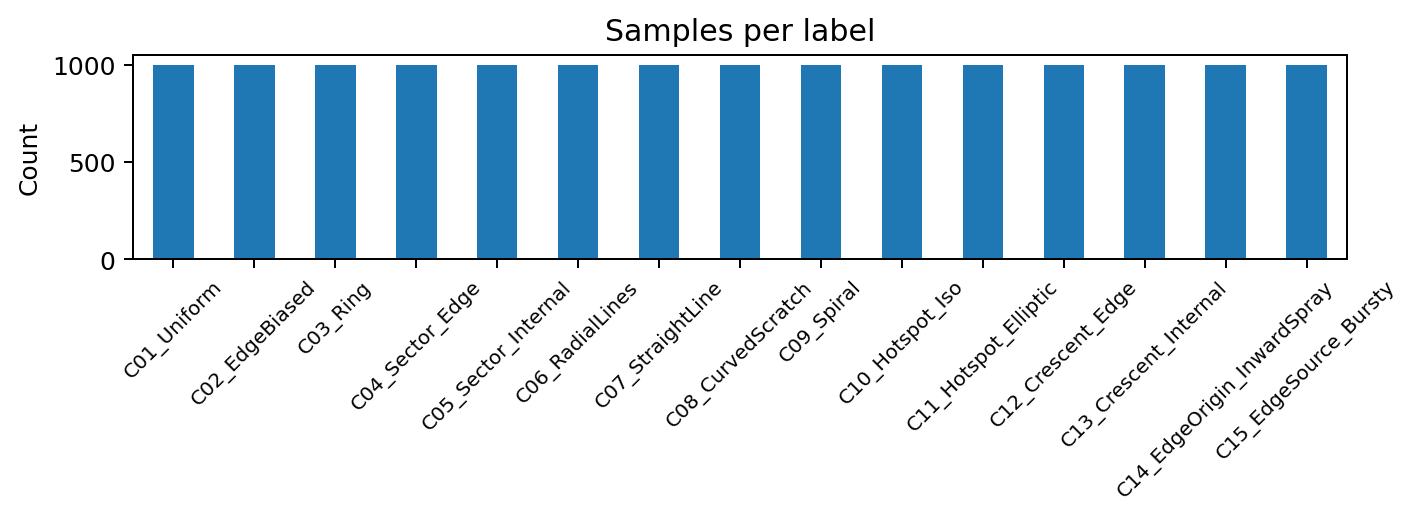 Samples per label
Count
1000
500
0
C01_Uniform
C02_EdgeBiased
C03_Ring
C04_Sector_Edge
C05_Sector_Internal
C06_RadialLines
C07_StraightLine
C08_CurvedScratch
C09_Spiral
C10_Hotspot_Iso
C11_Hotspot_Elliptic
C12_Crescent_Edge
C13_Crescent_Internal
C14_EdgeOrigin_InwardSpray
C15_EdgeSource_Bursty